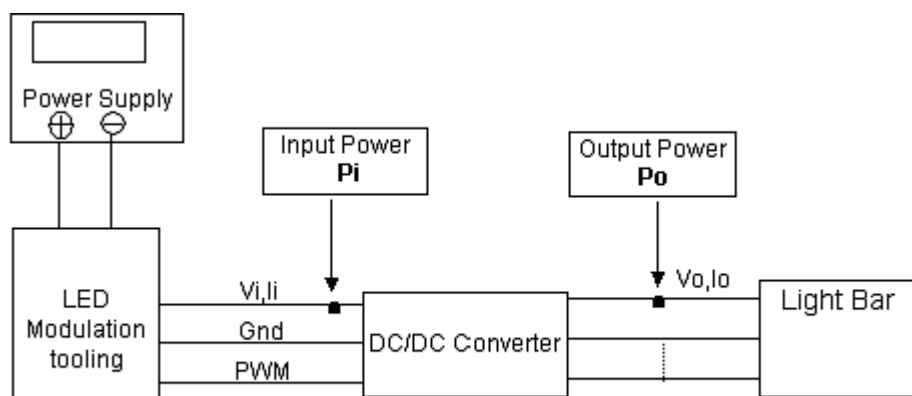 Power Supply
Input Power
Pi
Output Power
Po
LED
Modulation
tooling
Vi,Ii
Gnd
PWM
DC/DC Converter
Vo,Io
Light Bar